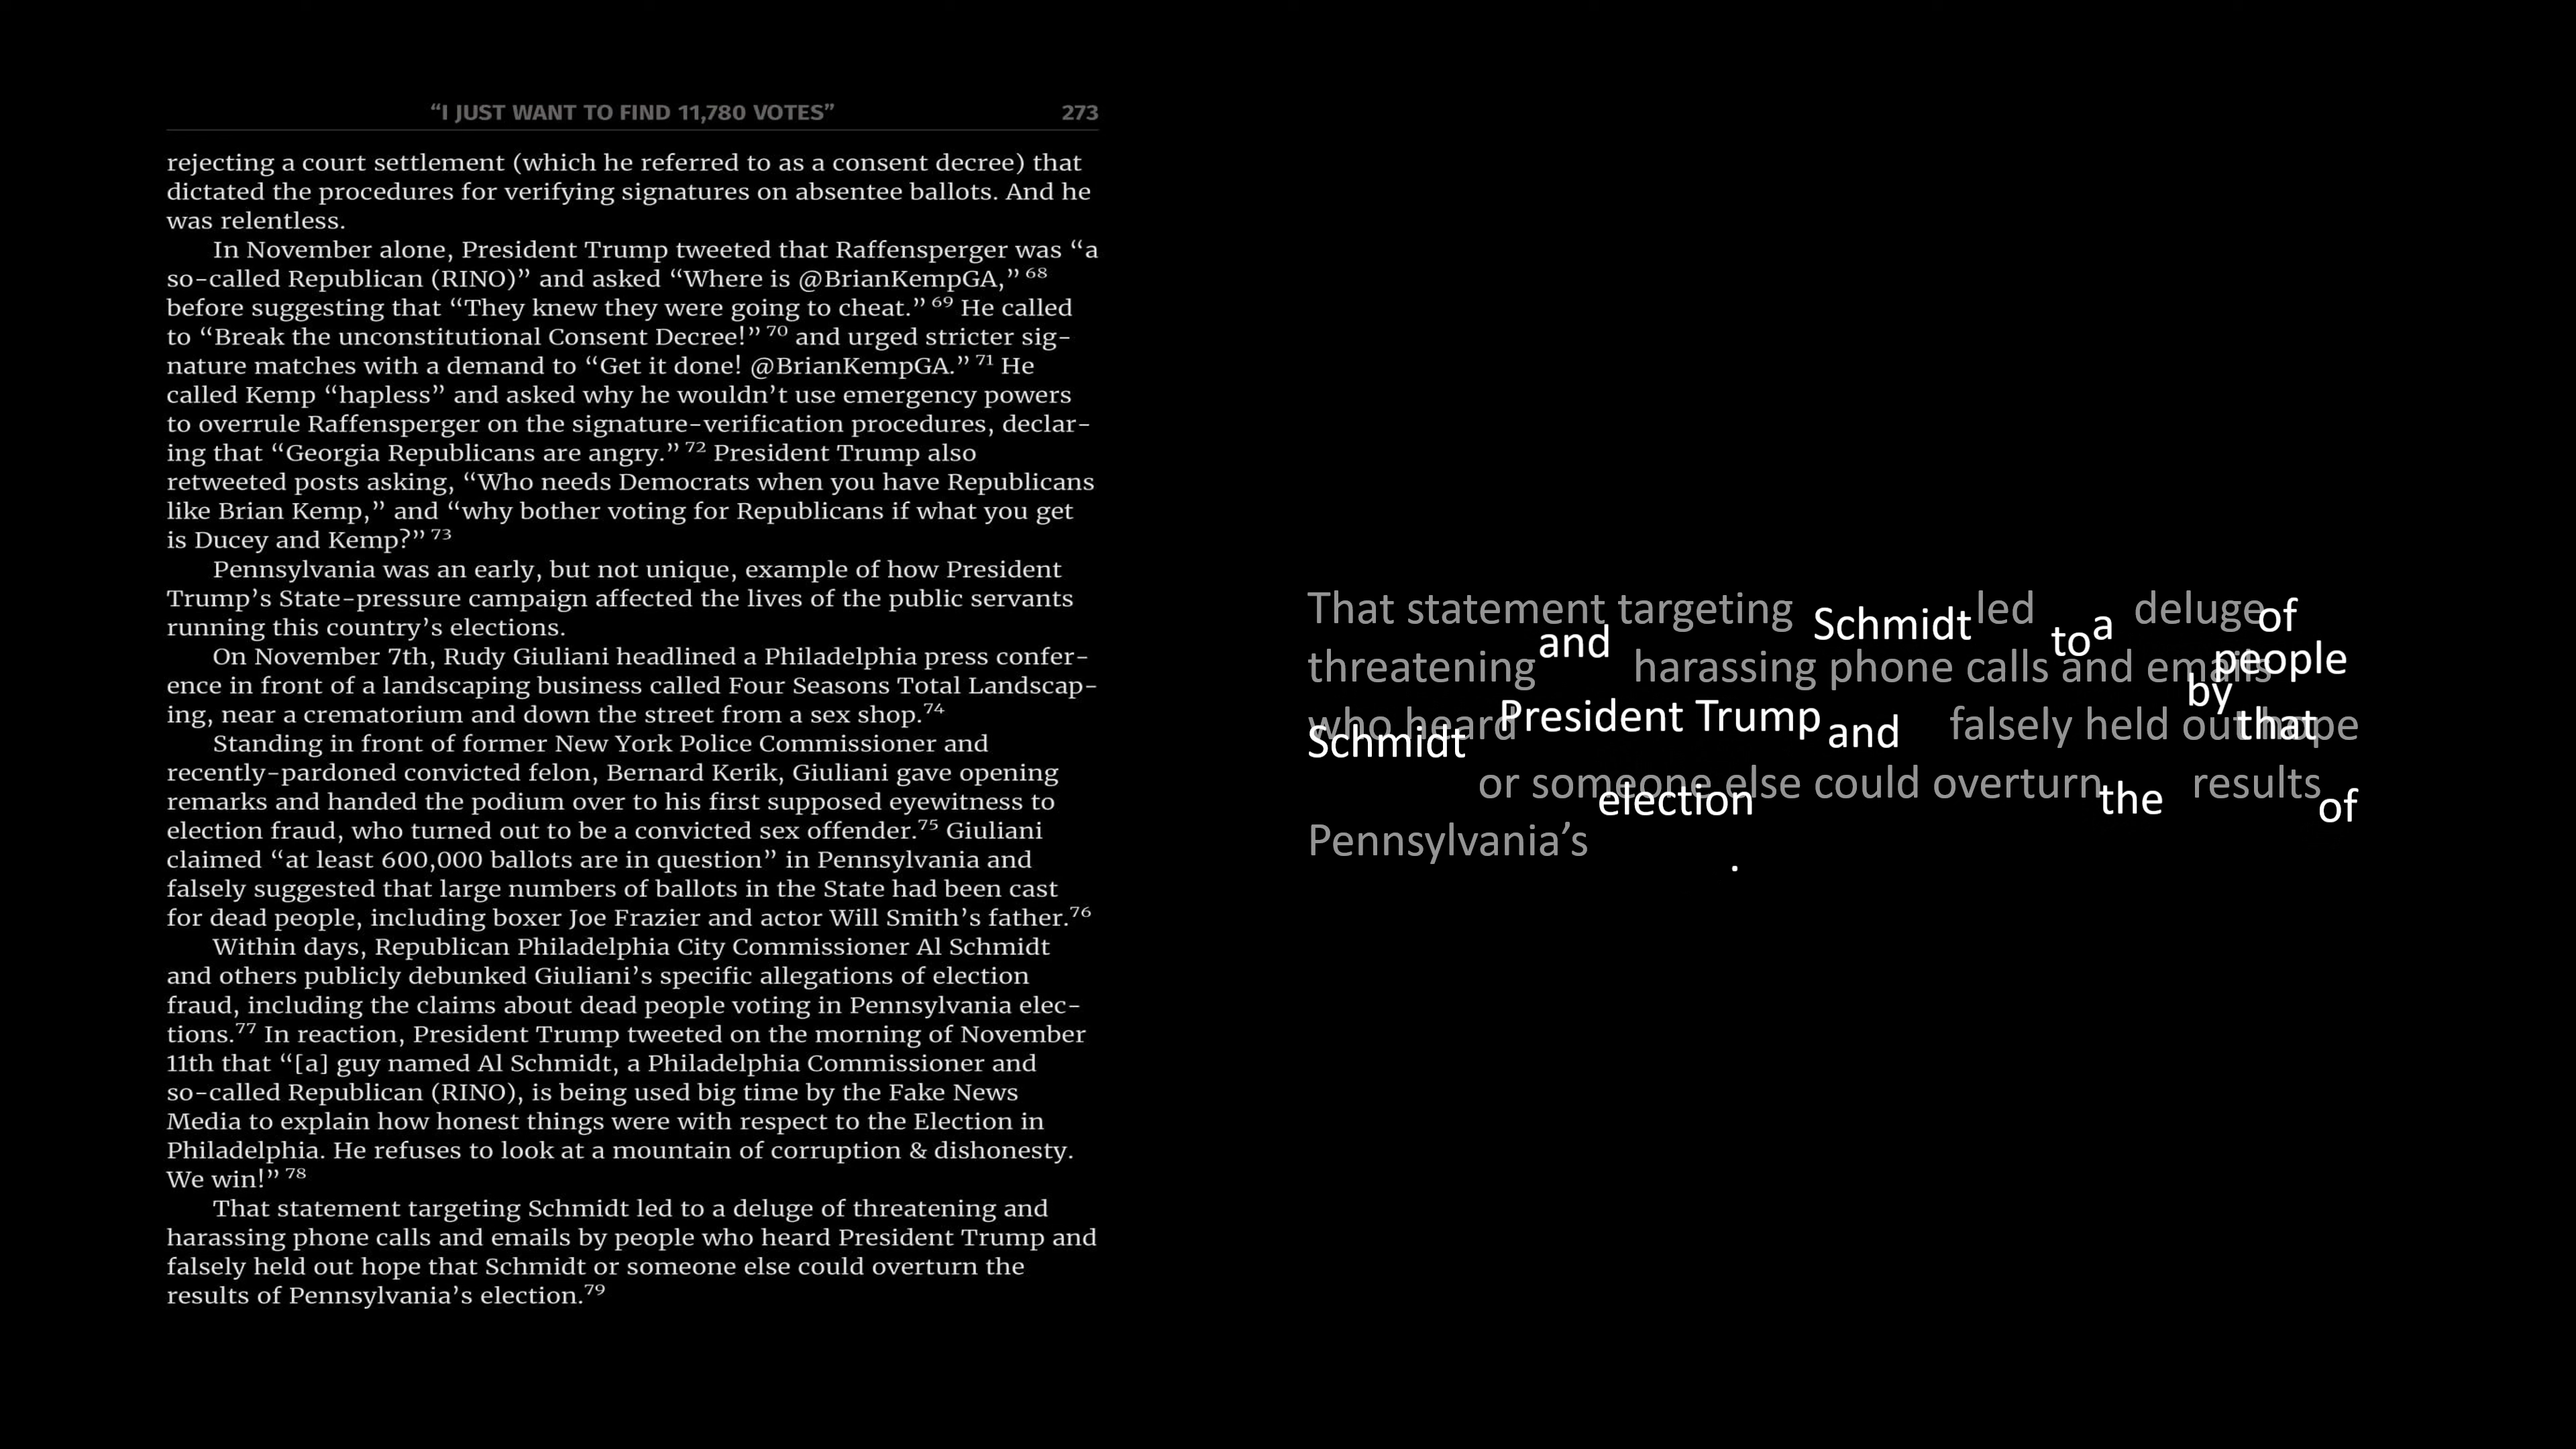 “I JUST WANT TO FIND 11,780 VOTES” 273
rejecting a court settlement (which he referred to as a consent decree) that
dictated the procedures for verifying signatures on absentee ballots. And he
was relentless.
In November alone, President Trump tweeted that Raffensperger was “a
so-called Republican (RINO)” and asked “Where is @BrianKempGA,” 68
before suggesting that “They knew they were going to cheat.” 69 He called
to “Break the unconstitutional Consent Decree!” 70 and urged stricter sig-
nature matches with a demand to “Get it done! @BrianKempGA.” 71 He
called Kemp “hapless” and asked why he wouldn’t use emergency powers
to overrule Raffensperger on the signature-verification procedures, declar-
ing that “Georgia Republicans are angry.” 72 President Trump also
retweeted posts asking, “Who needs Democrats when you have Republicans
like Brian Kemp,” and “why bother voting for Republicans if what you get
is Ducey and Kemp?” 73
Pennsylvania was an early, but not unique, example of how President
Trump’s State-pressure campaign affected the lives of the public servants
running this country’s elections.
On November 7th, Rudy Giuliani headlined a Philadelphia press confer-
ence in front of a landscaping business called Four Seasons Total Landscap-
ing, near a crematorium and down the street from a sex shop.74
Standing in front of former New York Police Commissioner and
recently-pardoned convicted felon, Bernard Kerik, Giuliani gave opening
remarks and handed the podium over to his first supposed eyewitness to
election fraud, who turned out to be a convicted sex offender.75 Giuliani
claimed “at least 600,000 ballots are in question” in Pennsylvania and
falsely suggested that large numbers of ballots in the State had been cast
for dead people, including boxer Joe Frazier and actor Will Smith’s father.76
Within days, Republican Philadelphia City Commissioner Al Schmidt
and others publicly debunked Giuliani’s specific allegations of election
fraud, including the claims about dead people voting in Pennsylvania elec-
tions.77 In reaction, President Trump tweeted on the morning of November
11th that “[a] guy named Al Schmidt, a Philadelphia Commissioner and
so-called Republican (RINO), is being used big time by the Fake News
Media to explain how honest things were with respect to the Election in
Philadelphia. He refuses to look at a mountain of corruption & dishonesty.
We win!” 78
That statement targeting Schmidt led to a deluge of threatening and
harassing phone calls and emails by people who heard President Trump and
falsely held out hope that Schmidt or someone else could overturn the
results of Pennsylvania’s election.79
That statement targeting Schmidt led to a deluge of
threatening and harassing phone calls and emails by people
who heard President Trump and falsely held out hope that
Schmidt or someone else could overturn the results of
Pennsylvania’s election.